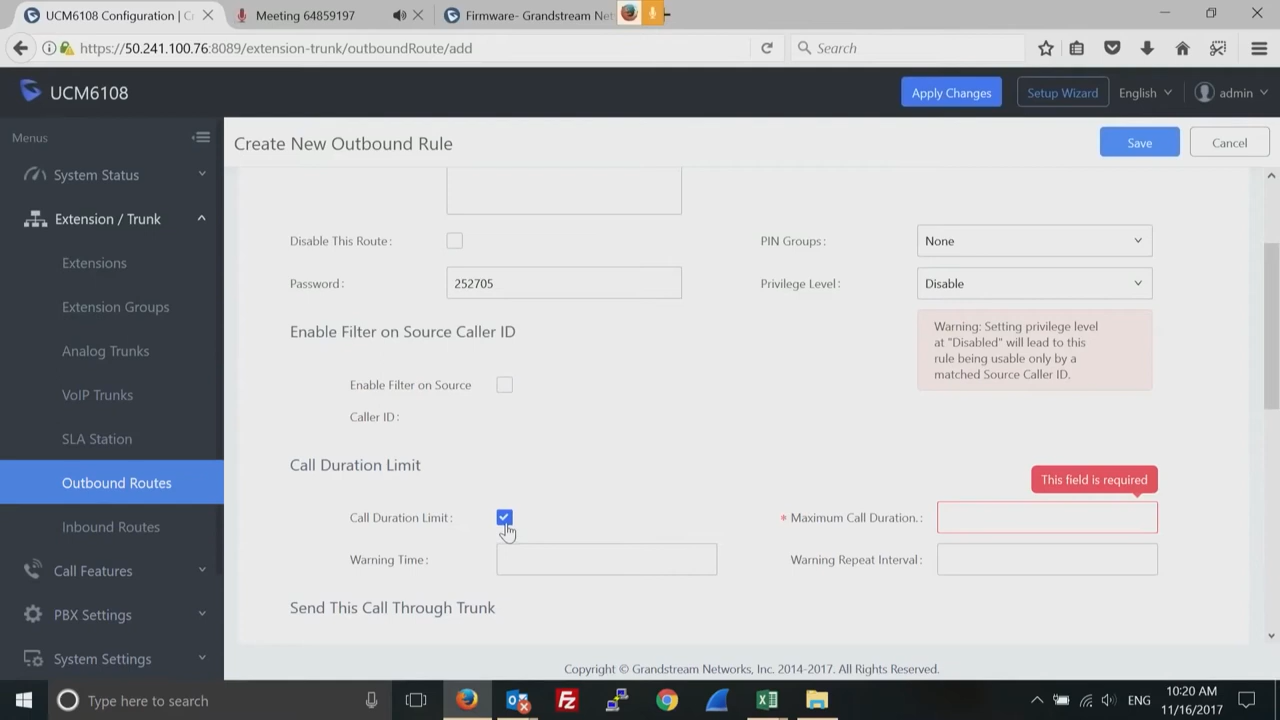 UCM6108 Configuration | C
Meeting 64859197
Firmware- Grandstream Net
https://50.241.100.76:8089/extension-trunk/outboundRoute/add
Search
UCM6108
Apply Changes
Setup Wizard
English
admin
Menus
System Status
Extension / Trunk
Extensions
Extension Groups
Analog Trunks
VoIP Trunks
SLA Station
Outbound Routes
Inbound Routes
Call Features
PBX Settings
System Settings
Create New Outbound Rule
Save
Cancel
Disable This Route:
PIN Groups:
None
Password:
252705
Privilege Level:
Disable
Warning: Setting privilege level
at "Disabled" will lead to this
rule being usable only by a
matched Source Caller ID.
Enable Filter on Source Caller ID
Enable Filter on Source
Caller ID:
Call Duration Limit
This field is required
Call Duration Limit:
* Maximum Call Duration.:
Warning Time:
Warning Repeat Interval:
Send This Call Through Trunk
Copyright © Grandstream Networks, Inc. 2014-2017. All Rights Reserved.
Type here to search
ENG
10:20 AM
11/16/2017